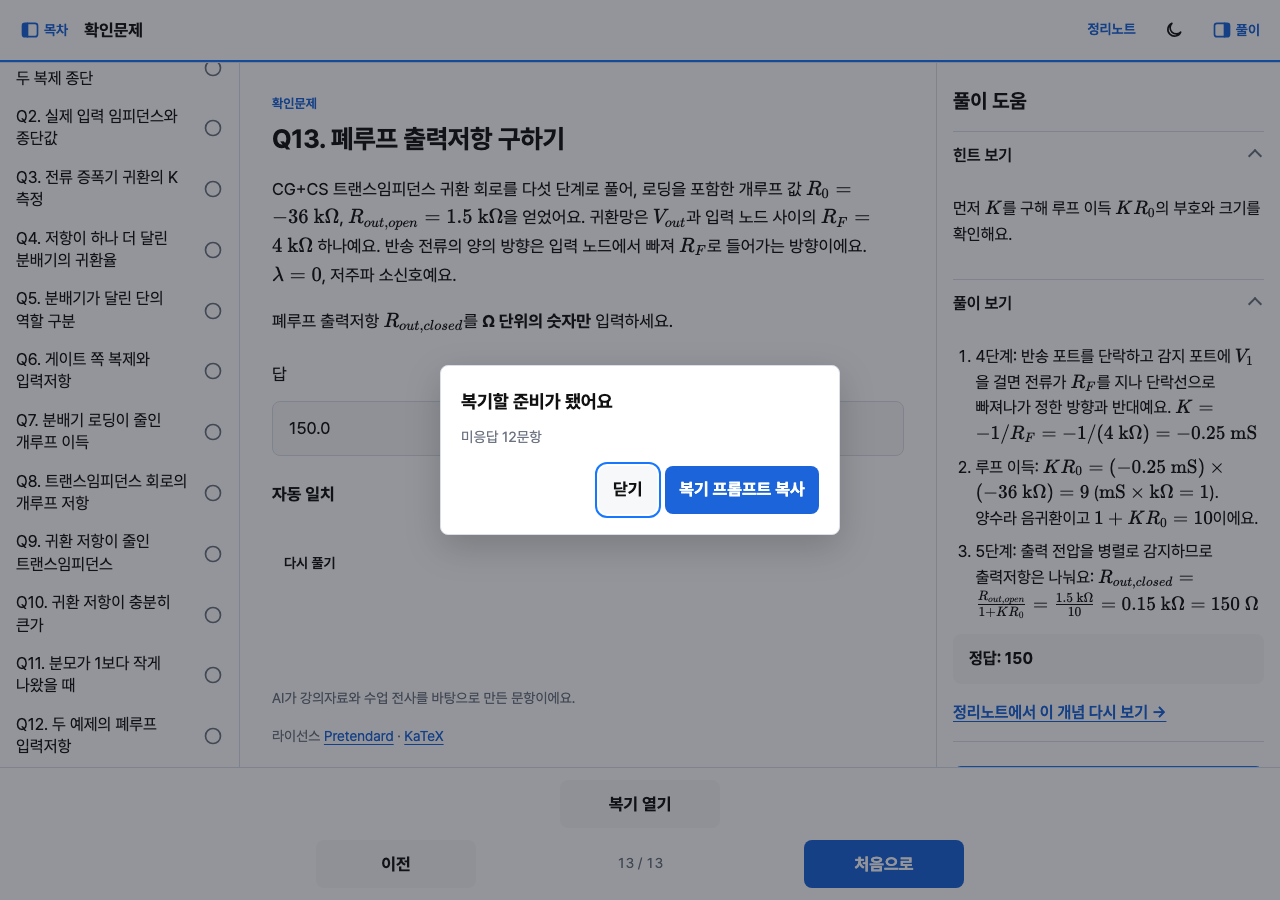 목차 확인문제 정리노트 풀이
두 복제 종단
Q2. 실제 입력 임피던스와
종단값
Q3. 전류 증폭기 귀환의 K
측정
Q4. 저항이 하나 더 달린
분배기의 귀환율
Q5. 분배기가 달린 단의
역할 구분
Q6. 게이트 쪽 복제와
입력저항
Q7. 분배기 로딩이 줄인
개루프 이득
Q8. 트랜스임피던스 회로의
개루프 저항
Q9. 귀환 저항이 줄인
트랜스임피던스
Q10. 귀환 저항이 충분히
큰가
Q11. 분모가 1보다 작게
나왔을 때
Q12. 두 예제의 폐루프
입력저항
확인문제
Q13. 폐루프 출력저항 구하기
CG+CS 트랜스임피던스 귀환 회로를 다섯 단계로 풀어, 로딩을 포함한 개루프 값 R_0 =
−36 kΩ, R_{out,open} = 1.5 kΩ을 얻었어요. 귀환망은 V_{out}과 입력 노드 사이의 R_F =
4 kΩ 하나예요. 반송 전류의 양의 방향은 입력 노드에서 빠져 R_F로 들어가는 방향이에요.
λ = 0, 저주파 소신호예요.
폐루프 출력저항 R_{out,closed}를 Ω 단위의 숫자만 입력하세요.
답
150.0
자동 일치
다시 풀기
AI가 강의자료와 수업 전사를 바탕으로 만든 문항이에요.
라이선스 Pretendard · KaTeX
복기할 준비가 됐어요
미응답 12문항
닫기 복기 프롬프트 복사
풀이 도움
힌트 보기
먼저 K를 구해 루프 이득 KR_0의 부호와 크기를
확인해요.
풀이 보기
1. 4단계: 반송 포트를 단락하고 감지 포트에 V_1
을 걸면 전류가 R_F를 지나 단락선으로
빠져나가 정한 방향과 반대예요. K =
−1/R_F = −1/(4 kΩ) = −0.25 mS
2. 루프 이득: KR_0 = (−0.25 mS) ×
(−36 kΩ) = 9 (mS × kΩ = 1).
양수라 음귀환이고 1 + KR_0 = 10이에요.
3. 5단계: 출력 전압을 병렬로 감지하므로
출력저항은 나눠요: R_{out,closed} =
\frac{R_{out,open}}{1+KR_0} = \frac{1.5 kΩ}{10} = 0.15 kΩ = 150 Ω
정답: 150
정리노트에서 이 개념 다시 보기 →
복기 열기
이전 13 / 13 처음으로